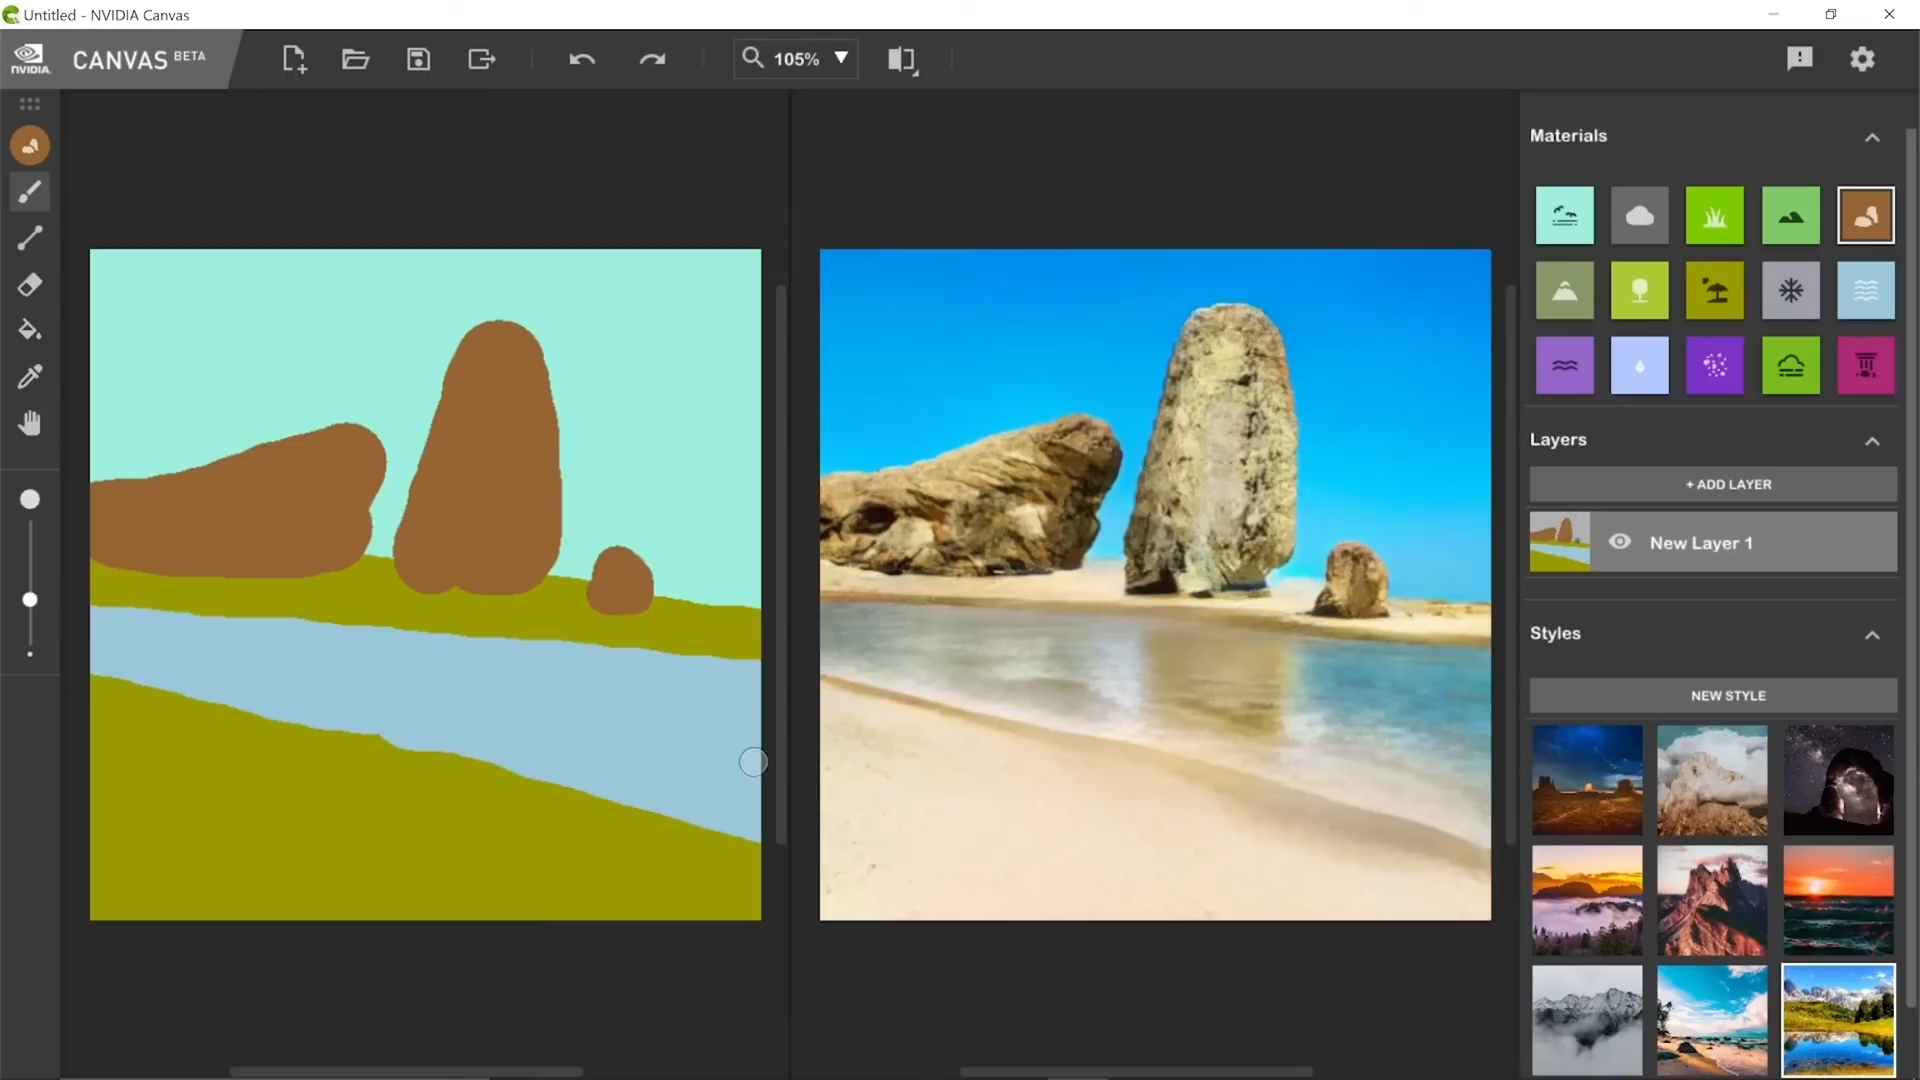 Untitled - NVIDIA Canvas
NVIDIA.
CANVAS BETA
105%
Materials
Layers
+ ADD LAYER
New Layer 1
Styles
NEW STYLE